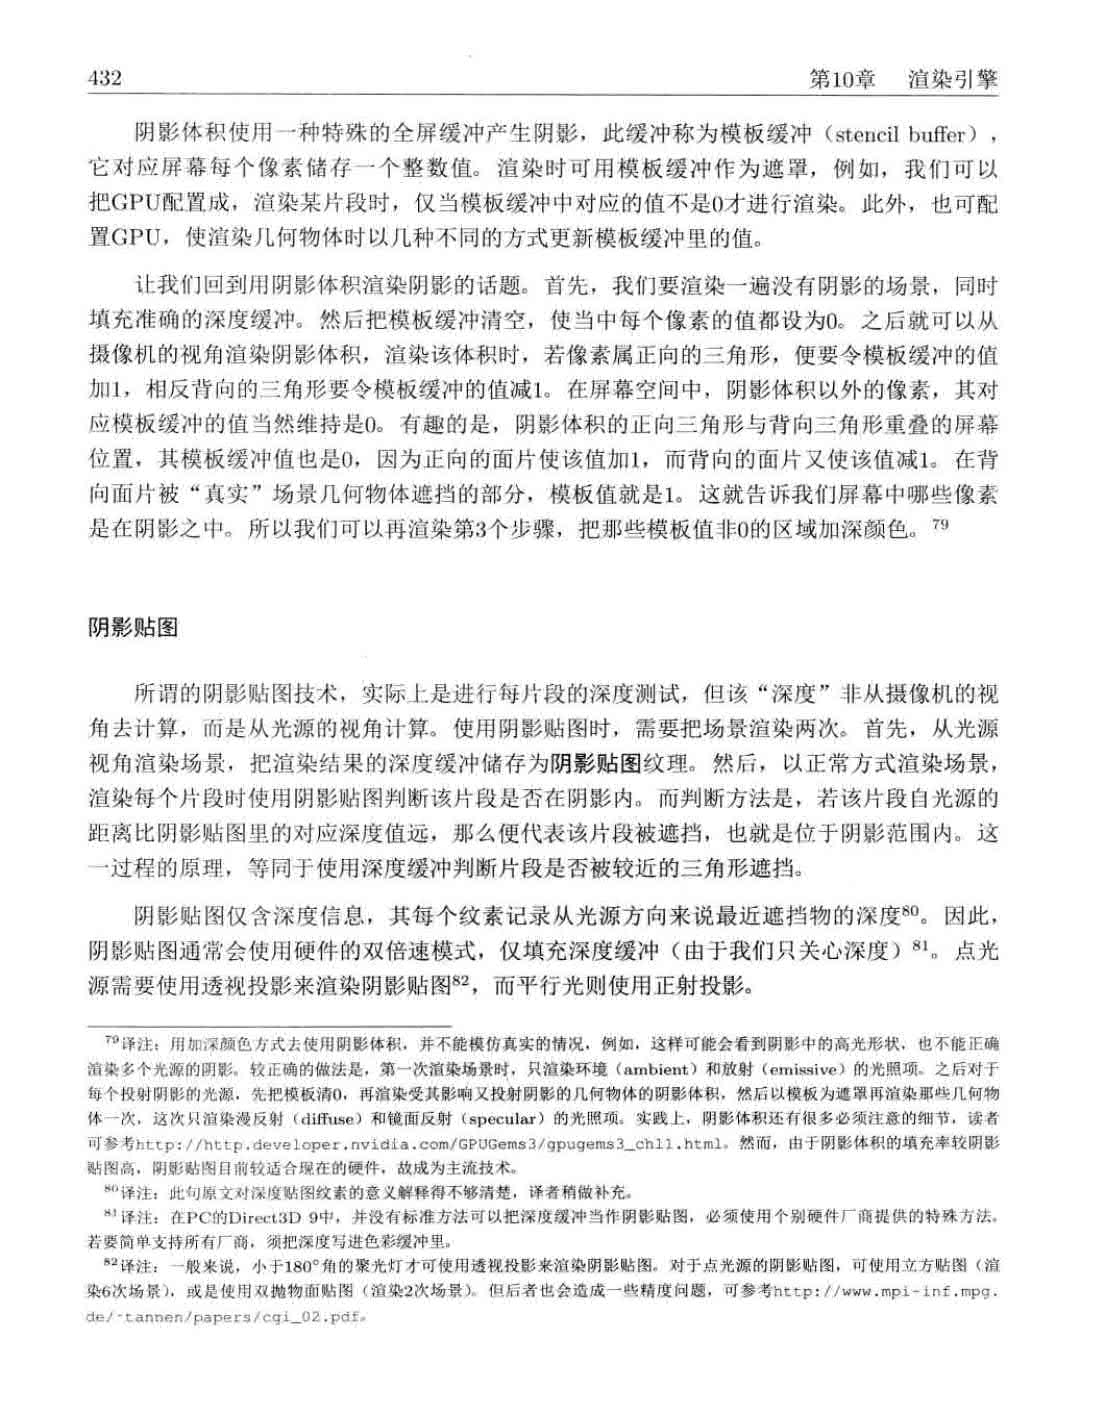 432 第10章 渲染引擎
阴影体积使用一种特殊的全屏缓冲产生阴影，此缓冲称为模板缓冲（stencil buffer），
它对应屏幕每个像素储存一个整数值。渲染时可用模板缓冲作为遮罩，例如，我们可以
把GPU配置成，渲染某片段时，仅当模板缓冲中对应的值不是0才进行渲染。此外，也可配
置GPU，使渲染几何物体时以几种不同的方式更新模板缓冲里的值。
让我们回到用阴影体积渲染阴影的话题。首先，我们要渲染一遍没有阴影的场景，同时
填充准确的深度缓冲。然后把模板缓冲清空，使当中每个像素的值都设为0。之后就可以从
摄像机的视角渲染阴影体积，渲染该体积时，若像素属正向的三角形，便要令模板缓冲的值
加1，相反背向的三角形要令模板缓冲的值减1。在屏幕空间中，阴影体积以外的像素，其对
应模板缓冲的值当然维持是0。有趣的是，阴影体积的正向三角形与背向三角形重叠的屏幕
位置，其模板缓冲值也是0，因为正向的面片使该值加1，而背向的面片又使该值减1。在背
向面片被“真实”场景几何物体遮挡的部分，模板值就是1。这就告诉我们屏幕中哪些像素
是在阴影之中。所以我们可以再渲染第3个步骤，把那些模板值非0的区域加深颜色。79
阴影贴图
所谓的阴影贴图技术，实际上是进行每片段的深度测试，但该“深度”非从摄像机的视
角去计算，而是从光源的视角计算。使用阴影贴图时，需要把场景渲染两次。首先，从光源
视角渲染场景，把渲染结果的深度缓冲储存为阴影贴图纹理。然后，以正常方式渲染场景，
渲染每个片段时使用阴影贴图判断该片段是否在阴影内。而判断方法是，若该片段自光源的
距离比阴影贴图里的对应深度值远，那么便代表该片段被遮挡，也就是位于阴影范围内。这
一过程的原理，等同于使用深度缓冲判断片段是否被较近的三角形遮挡。
阴影贴图仅含深度信息，其每个纹素记录从光源方向来说最近遮挡物的深度80。因此，
阴影贴图通常会使用硬件的双倍速模式，仅填充深度缓冲（由于我们只关心深度）81。点光
源需要使用透视投影来渲染阴影贴图82，而平行光则使用正射投影。
79译注：用加深颜色方式去使用阴影体积，并不能模仿真实的情况，例如，这样可能会看到阴影中的高光形状，也不能正确
渲染多个光源的阴影。较正确的做法是，第一次渲染场景时，只渲染环境（ambient）和放射（emissive）的光照项。之后对于
每个投射阴影的光源，先把模板清0，再渲染受其影响又投射阴影的几何物体的阴影体积，然后以模板为遮罩再渲染那些几何物
体一次，这次只渲染漫反射（diffuse）和镜面反射（specular）的光照项。实践上，阴影体积还有很多必须注意的细节，读者
可参考http://http.developer.nvidia.com/GPUGems3/gpugems3_ch11.html。然而，由于阴影体积的填充率较阴影
贴图高，阴影贴图目前较适合现在的硬件，故成为主流技术。
80译注：此句原文对深度贴图纹素的意义解释得不够清楚，译者稍做补充。
81译注：在PC的Direct3D 9中，并没有标准方法可以把深度缓冲当作阴影贴图，必须使用个别硬件厂商提供的特殊方法。
若要简单支持所有厂商，须把深度写进色彩缓冲里。
82译注：一般来说，小于180°角的聚光灯才可使用透视投影来渲染阴影贴图。对于点光源的阴影贴图，可使用立方贴图（渲
染6次场景），或是使用双抛物面贴图（渲染2次场景）。但后者也会造成一些精度问题，可参考http://www.mpi-inf.mpg.
de/~tannen/papers/cgi_02.pdf。